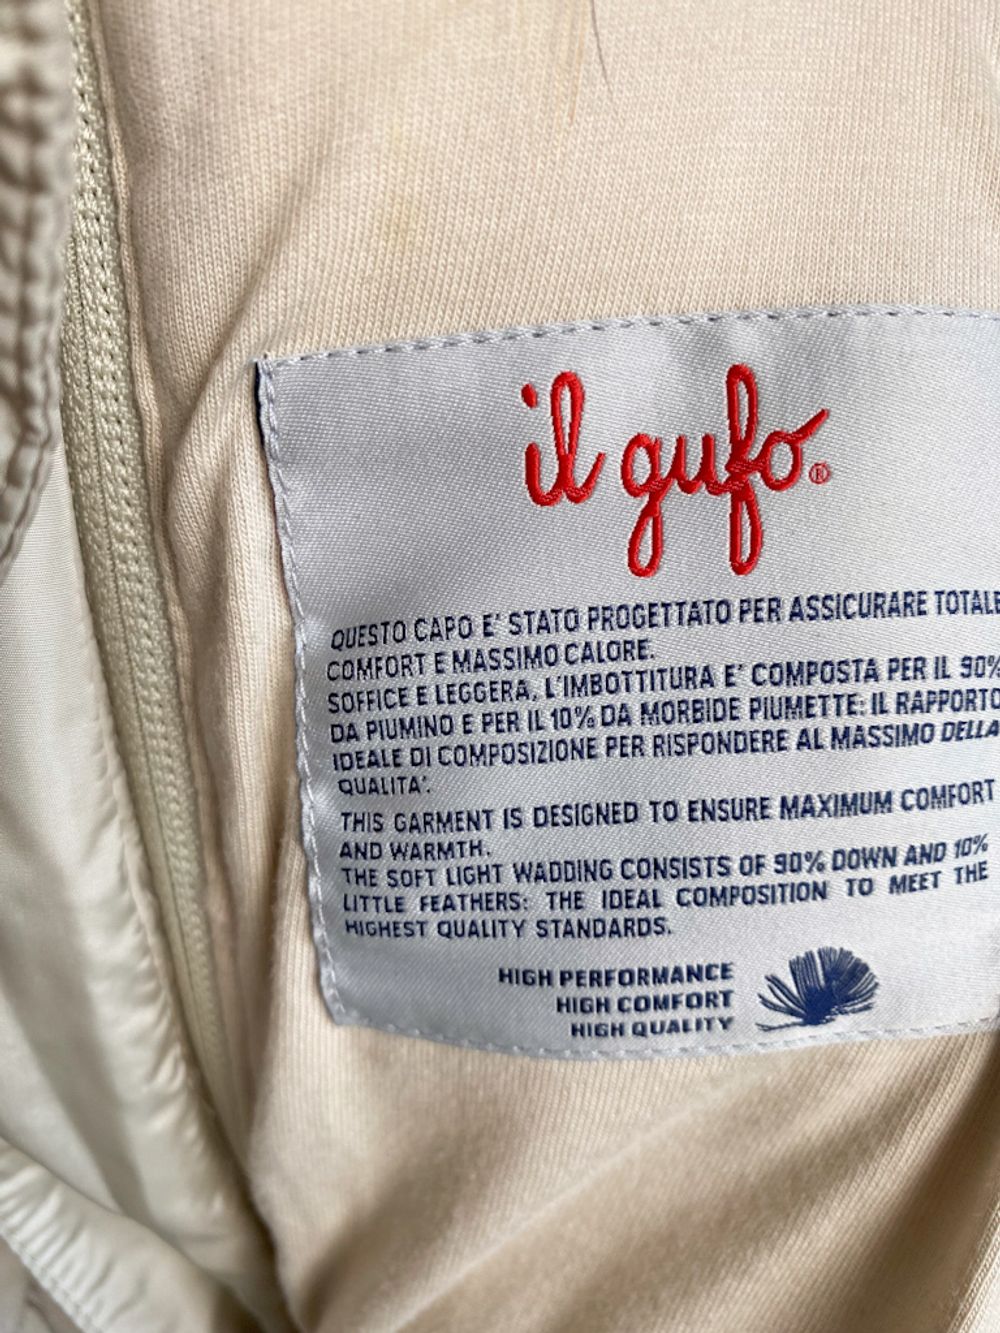 il gufo®
QUESTO CAPO E' STATO PROGETTATO PER ASSICURARE TOTALE
COMFORT E MASSIMO CALORE.
SOFFICE E LEGGERA, L'IMBOTTITURA E' COMPOSTA PER IL 90%
DA PIUMINO E PER IL 10% DA MORBIDE PIUMETTE: IL RAPPORTO
IDEALE DI COMPOSIZIONE PER RISPONDERE AL MASSIMO DELLA
QUALITA'.
THIS GARMENT IS DESIGNED TO ENSURE MAXIMUM COMFORT
AND WARMTH.
THE SOFT LIGHT WADDING CONSISTS OF 90% DOWN AND 10%
LITTLE FEATHERS: THE IDEAL COMPOSITION TO MEET THE
HIGHEST QUALITY STANDARDS.
HIGH PERFORMANCE
HIGH COMFORT
HIGH QUALITY